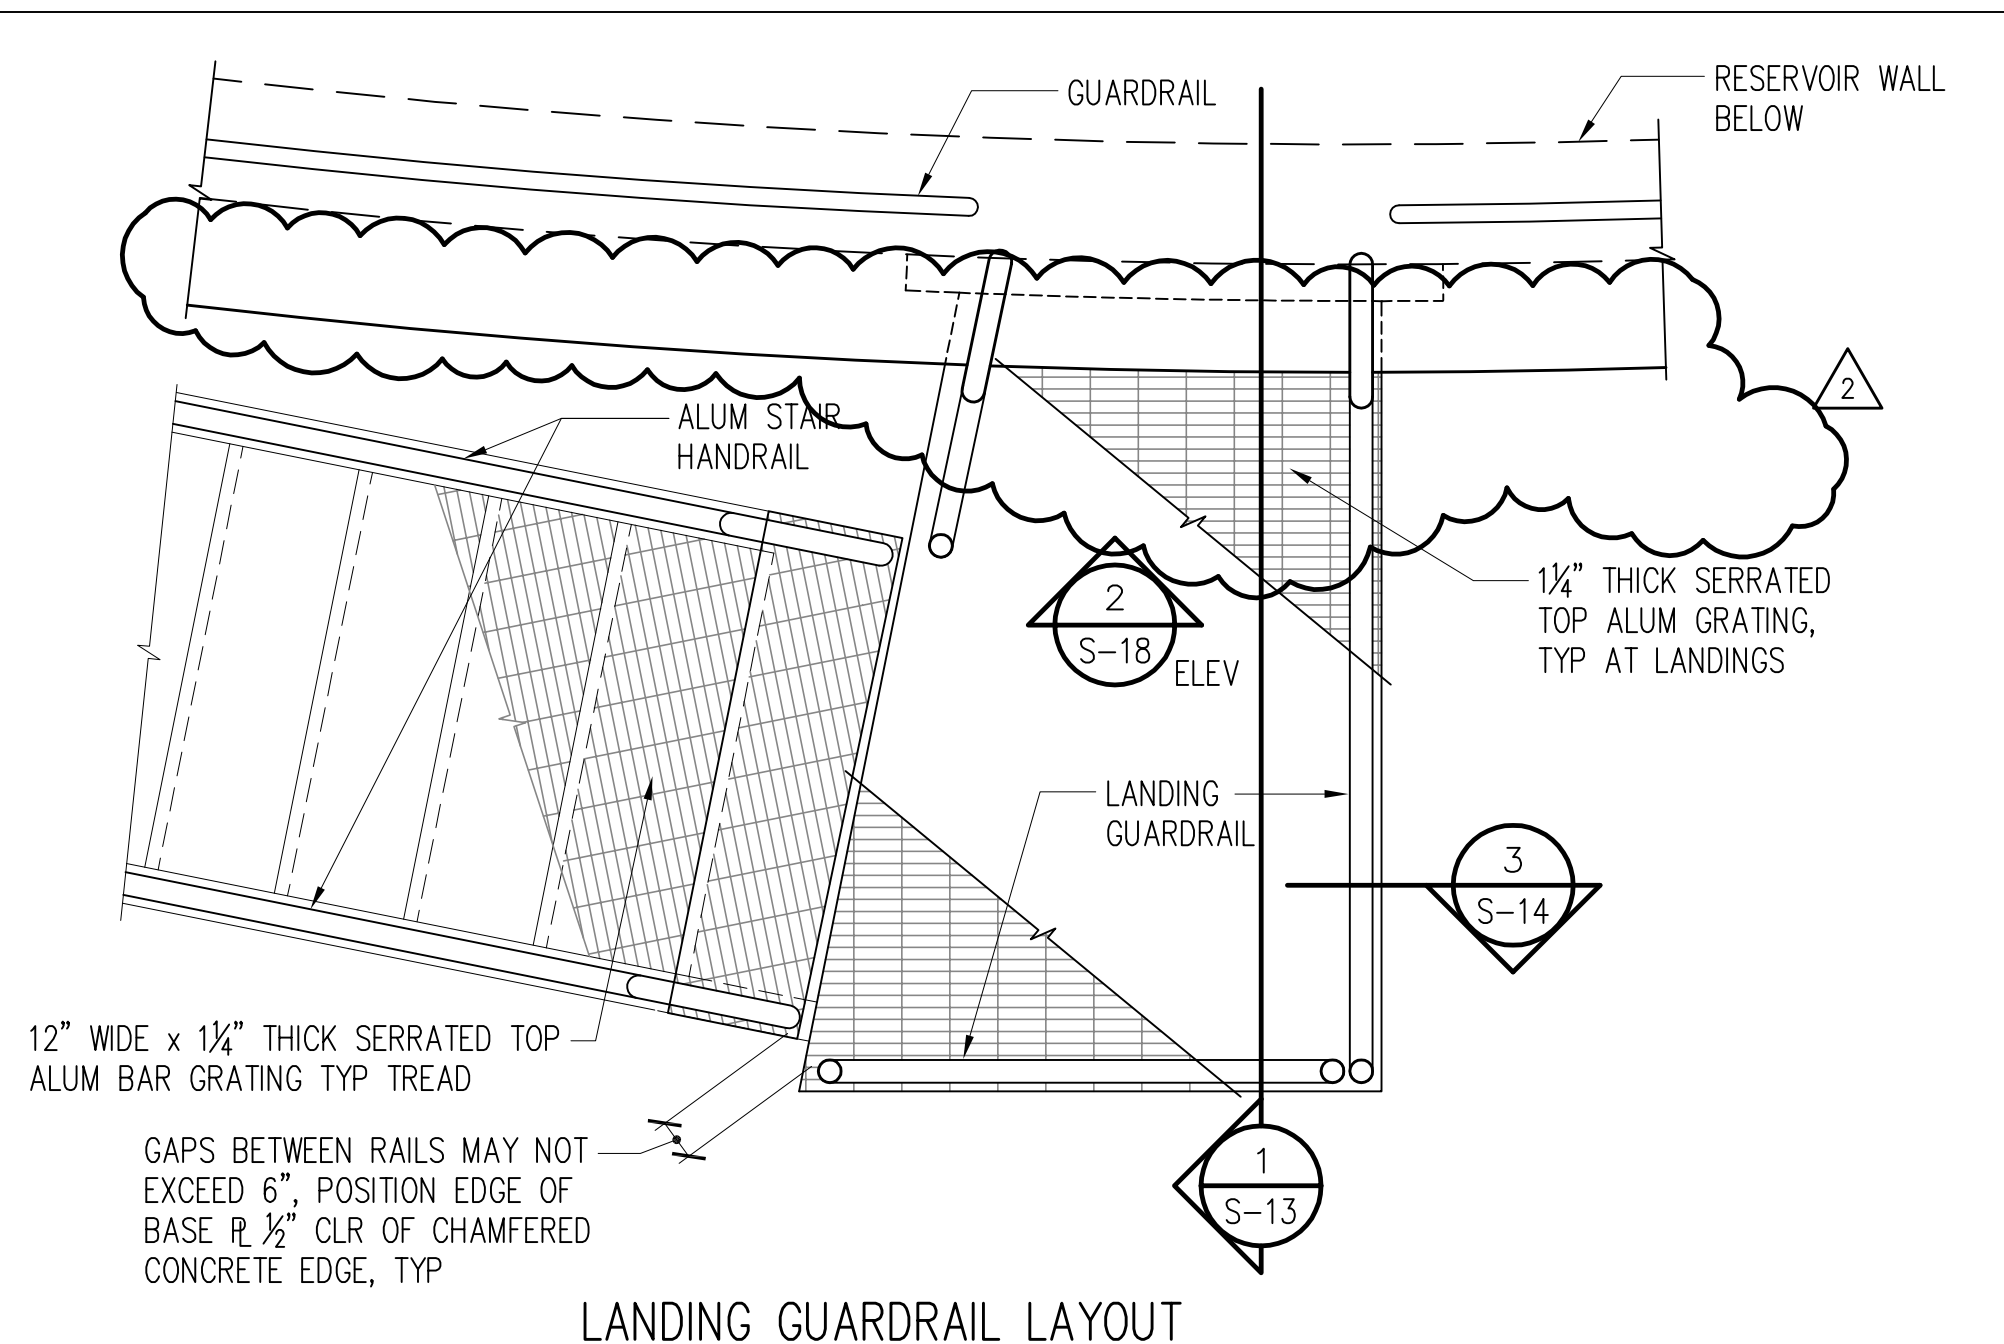 GUARDRAIL
RESERVOIR WALL
BELOW
2
ALUM STAIR
HANDRAIL
2
S-18
ELEV
1¼" THICK SERRATED
TOP ALUM GRATING,
TYP AT LANDINGS
LANDING
GUARDRAIL
3
S-14
12" WIDE x 1¼" THICK SERRATED TOP
ALUM BAR GRATING TYP TREAD
GAPS BETWEEN RAILS MAY NOT
EXCEED 6", POSITION EDGE OF
BASE ℞L ½" CLR OF CHAMFERED
CONCRETE EDGE, TYP
1
S-13
LANDING GUARDRAIL LAYOUT